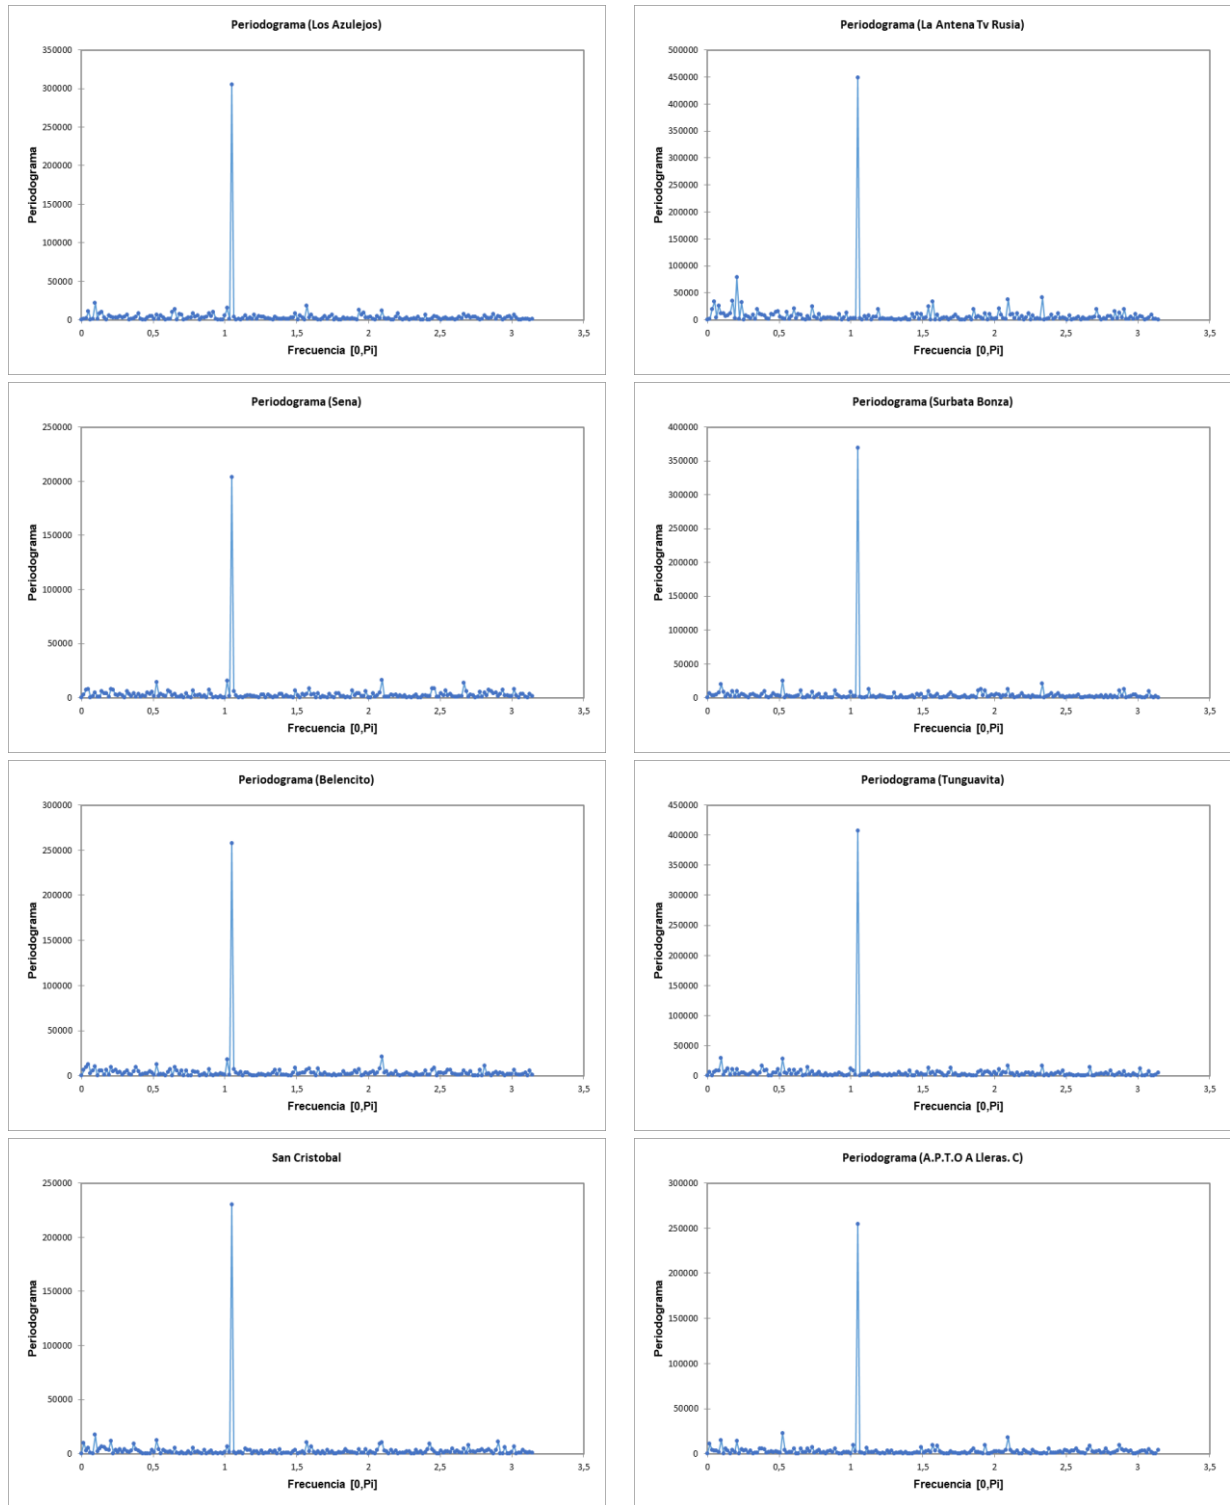 Periodograma (Los Azulejos)
350000
300000
250000
200000
150000
100000
50000
0
Periodograma
0 0,5 1 1,5 2 2,5 3 3,5
Frecuencia [0,Pi]
Periodograma (La Antena Tv Rusia)
500000
450000
400000
350000
300000
250000
200000
150000
100000
50000
0
Periodograma
0 0,5 1 1,5 2 2,5 3 3,5
Frecuencia [0,Pi]
Periodograma (Sena)
250000
200000
150000
100000
50000
0
Periodograma
0 0,5 1 1,5 2 2,5 3 3,5
Frecuencia [0,Pi]
Periodograma (Surbata Bonza)
400000
350000
300000
250000
200000
150000
100000
50000
0
Periodograma
0 0,5 1 1,5 2 2,5 3 3,5
Frecuencia [0,Pi]
Periodograma (Belencito)
300000
250000
200000
150000
100000
50000
0
Periodograma
0 0,5 1 1,5 2 2,5 3 3,5
Frecuencia [0,Pi]
Periodograma (Tunguavita)
450000
400000
350000
300000
250000
200000
150000
100000
50000
0
Periodograma
0 0,5 1 1,5 2 2,5 3 3,5
Frecuencia [0,Pi]
San Cristobal
250000
200000
150000
100000
50000
0
Periodograma
0 0,5 1 1,5 2 2,5 3 3,5
Frecuencia [0,Pi]
Periodograma (A.P.T.O A Lleras. C)
300000
250000
200000
150000
100000
50000
0
Periodograma
0 0,5 1 1,5 2 2,5 3 3,5
Frecuencia [0,Pi]